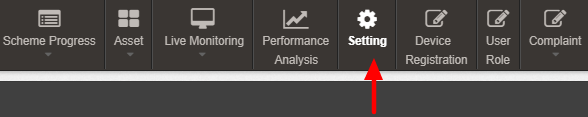 Scheme Progress
Asset
Live Monitoring
Performance
Analysis
Setting
Device
Registration
User
Role
Complaint